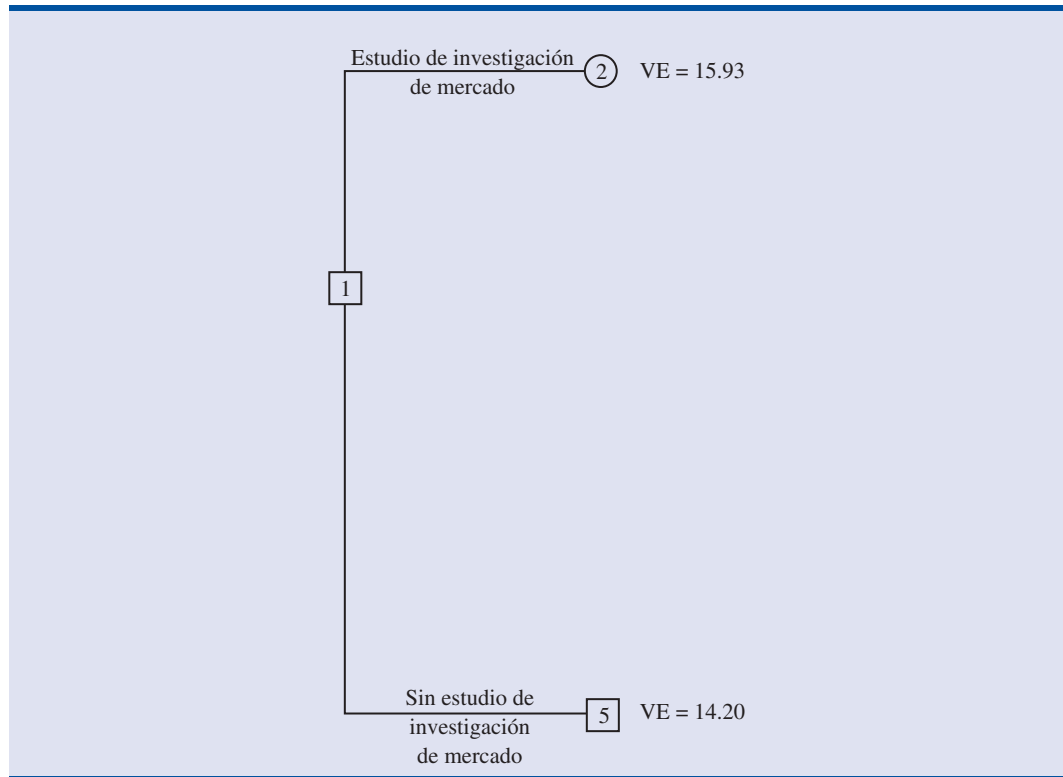 Estudio de investigación
de mercado
2
VE = 15.93
1
Sin estudio de
investigación
de mercado
5
VE = 14.20